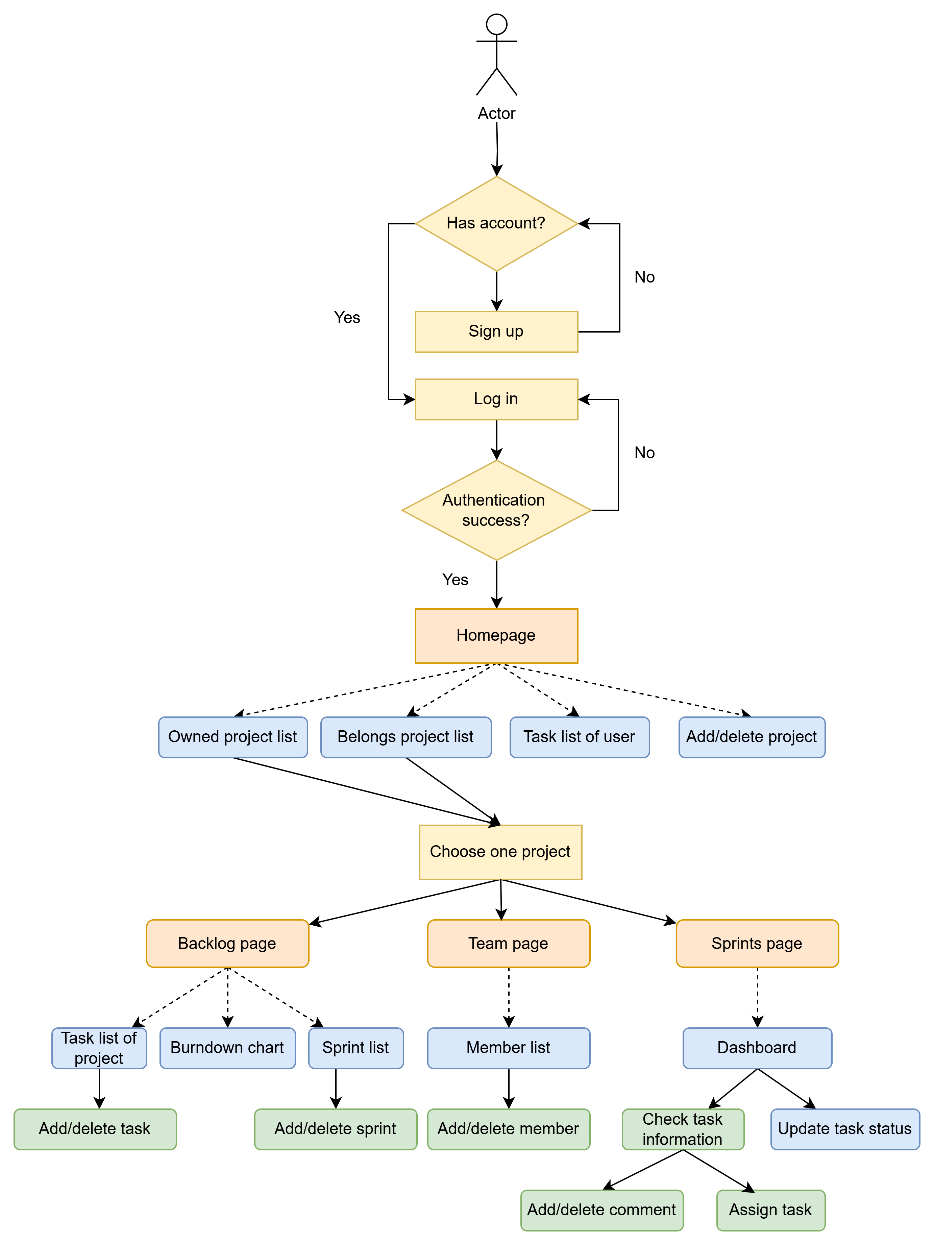 Actor
Has account?
No
Yes
Sign up
Log in
No
Authentication
success?
Yes
Homepage
Owned project list
Belongs project list
Task list of user
Add/delete project
Choose one project
Backlog page
Team page
Sprints page
Task list of
project
Burndown chart
Sprint list
Member list
Dashboard
Add/delete task
Add/delete sprint
Add/delete member
Check task
information
Update task status
Add/delete comment
Assign task